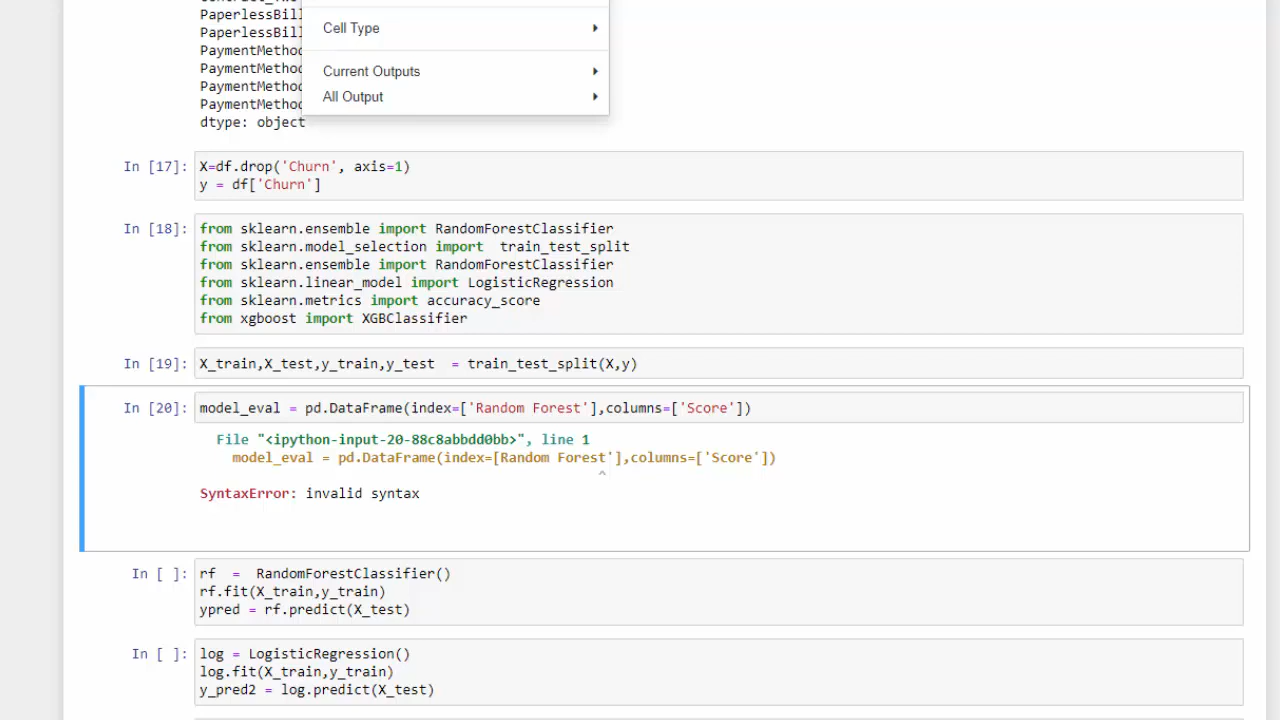 PaperlessBill
Cell Type
PaperlessBill
PaymentMethod
Current Outputs
PaymentMethod
PaymentMethod
All Output
PaymentMethod
dtype: object
In [17]: X=df.drop('Churn', axis=1)
y = df['Churn']
In [18]: from sklearn.ensemble import RandomForestClassifier
from sklearn.model_selection import  train_test_split
from sklearn.ensemble import RandomForestClassifier
from sklearn.linear_model import LogisticRegression
from sklearn.metrics import accuracy_score
from xgboost import XGBClassifier
In [19]: X_train,X_test,y_train,y_test  = train_test_split(X,y)
In [20]: model_eval = pd.DataFrame(index=['Random Forest'],columns=['Score'])
File "<ipython-input-20-88c8abbdd0bb>", line 1
model_eval = pd.DataFrame(index=[Random Forest'],columns=['Score'])
^
SyntaxError: invalid syntax
In [ ]: rf  =  RandomForestClassifier()
rf.fit(X_train,y_train)
ypred = rf.predict(X_test)
In [ ]: log = LogisticRegression()
log.fit(X_train,y_train)
y_pred2 = log.predict(X_test)